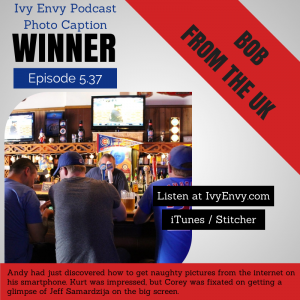 Ivy Envy Podcast
Photo Caption
WINNER
Episode 5.37
BOB
FROM THE UK
Listen at IvyEnvy.com
iTunes / Stitcher
Andy had just discovered how to get naughty pictures from the internet on
his smartphone. Kurt was impressed, but Corey was fixated on getting a
glimpse of Jeff Samardzija on the big screen.